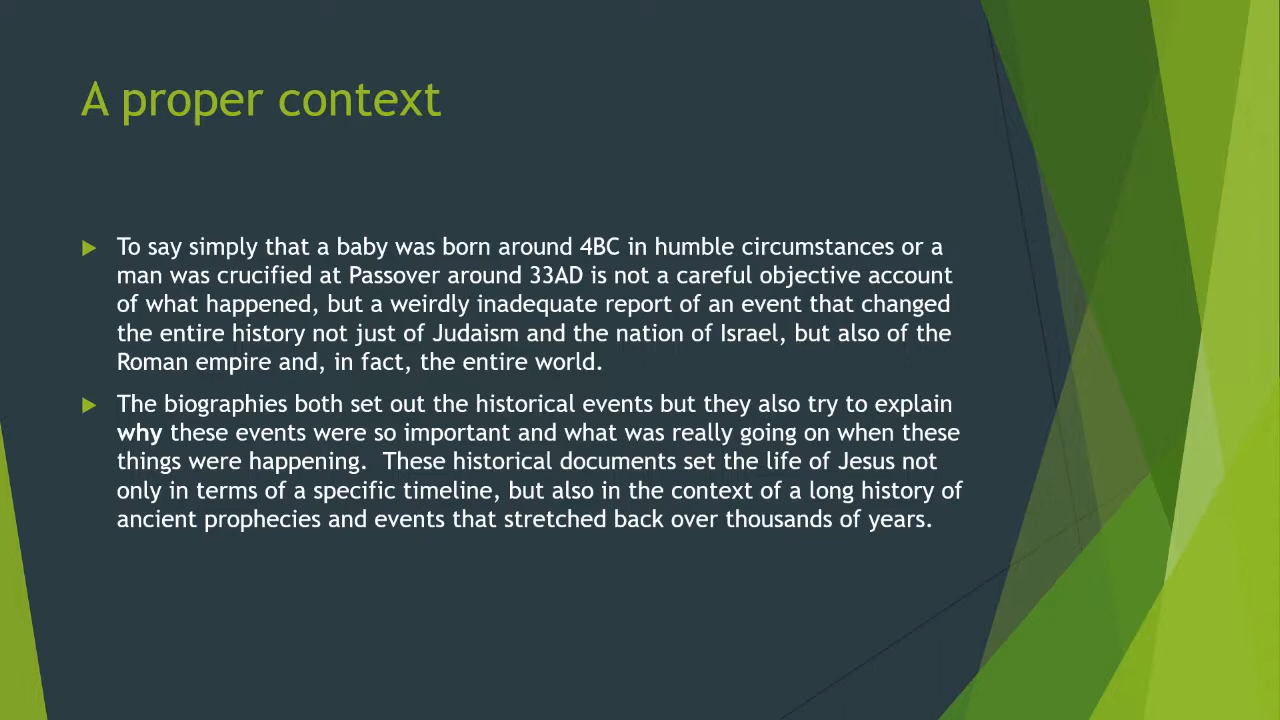 A proper context
To say simply that a baby was born around 4BC in humble circumstances or a
man was crucified at Passover around 33AD is not a careful objective account
of what happened, but a weirdly inadequate report of an event that changed
the entire history not just of Judaism and the nation of Israel, but also of the
Roman empire and, in fact, the entire world.
The biographies both set out the historical events but they also try to explain
why these events were so important and what was really going on when these
things were happening.  These historical documents set the life of Jesus not
only in terms of a specific timeline, but also in the context of a long history of
ancient prophecies and events that stretched back over thousands of years.